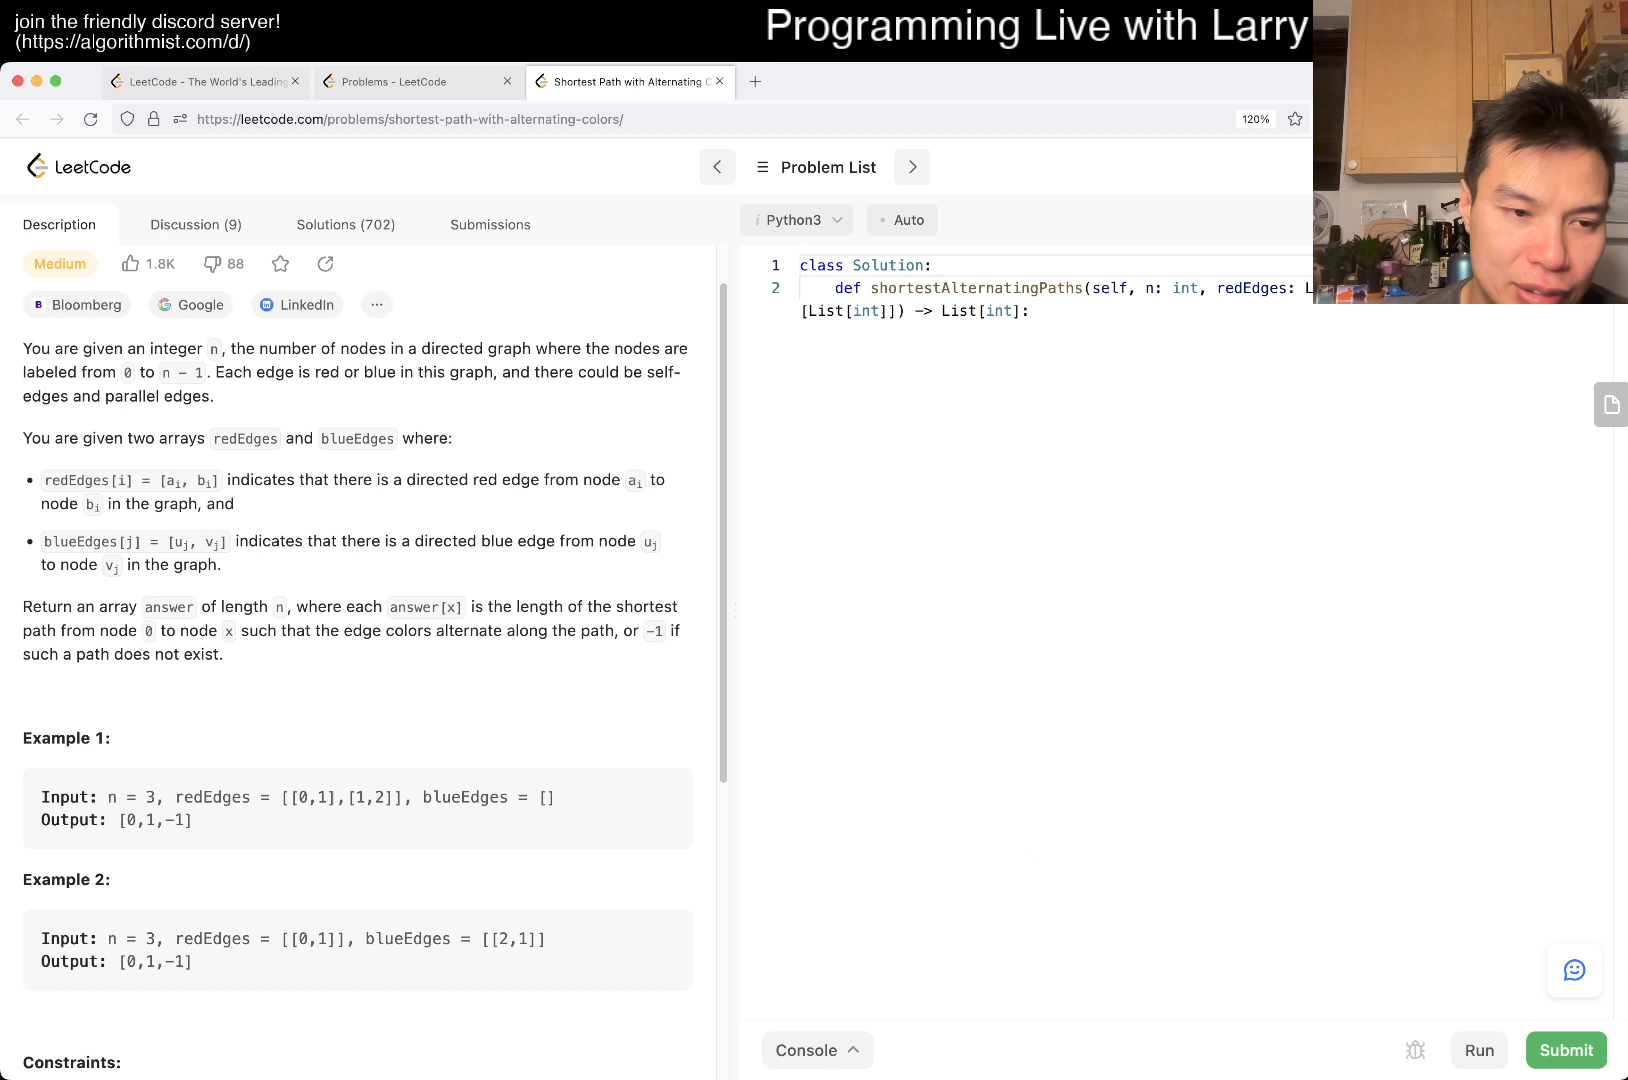 join the friendly discord server!
(https://algorithmist.com/d/)
Programming Live with Larry
LeetCode - The World's Leading
Problems - LeetCode
Shortest Path with Alternating C
https://leetcode.com/problems/shortest-path-with-alternating-colors/
120%
LeetCode
Problem List
Description
Discussion (9)
Solutions (702)
Submissions
i Python3
Auto
Medium
1.8K
88
B Bloomberg
Google
LinkedIn
...
You are given an integer n, the number of nodes in a directed graph where the nodes are
labeled from 0 to n - 1. Each edge is red or blue in this graph, and there could be self-
edges and parallel edges.
You are given two arrays redEdges and blueEdges where:
• redEdges[i] = [ai, bi] indicates that there is a directed red edge from node ai to
node bi in the graph, and
• blueEdges[j] = [uj, vj] indicates that there is a directed blue edge from node uj
to node vj in the graph.
Return an array answer of length n, where each answer[x] is the length of the shortest
path from node 0 to node x such that the edge colors alternate along the path, or -1 if
such a path does not exist.
Example 1:
Input: n = 3, redEdges = [[0,1],[1,2]], blueEdges = []
Output: [0,1,-1]
Example 2:
Input: n = 3, redEdges = [[0,1]], blueEdges = [[2,1]]
Output: [0,1,-1]
Constraints:
1 class Solution:
2 def shortestAlternatingPaths(self, n: int, redEdges: L
[List[int]]) -> List[int]:
Console
Run
Submit